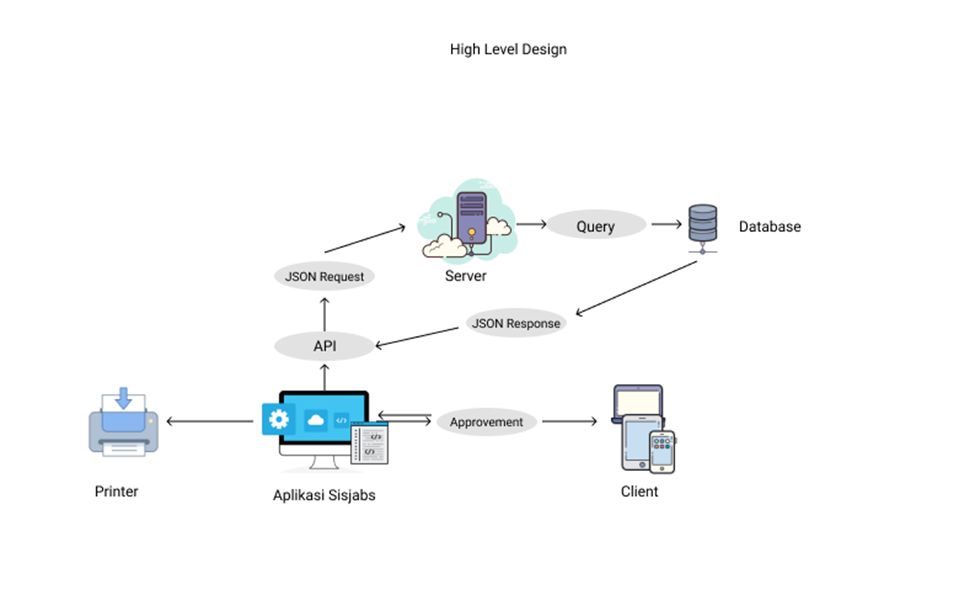 High Level Design
Query
Database
Server
JSON Request
JSON Response
API
Approvement
Printer
Aplikasi Sisjabs
Client